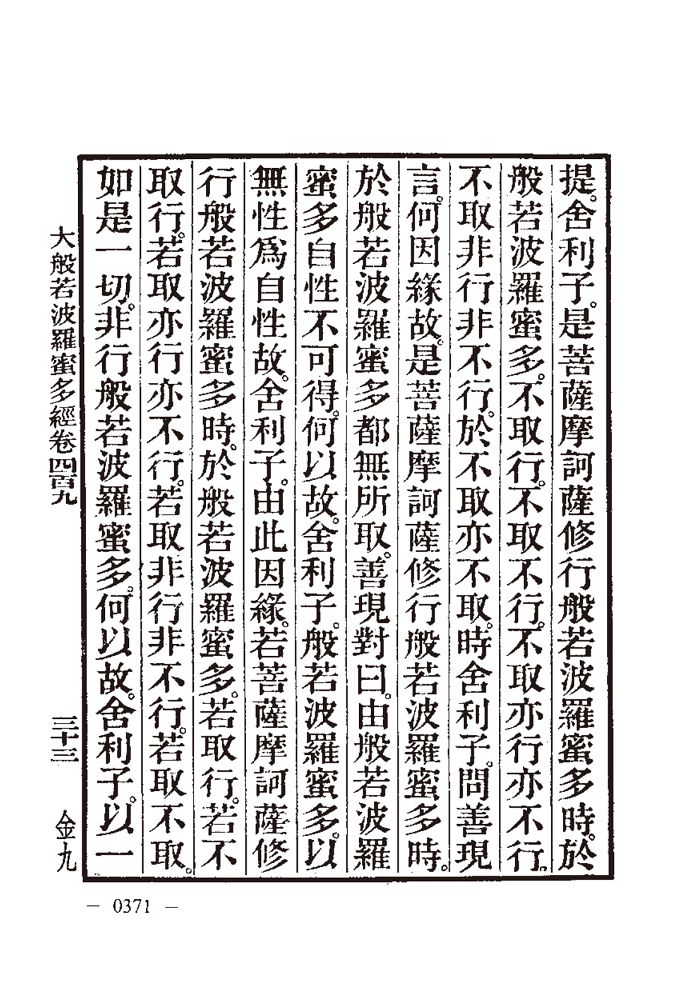 提。舍利子。是菩薩摩訶薩修行般若波羅蜜多時。於
般若波羅蜜多。不取行。不取不行。不取亦行亦不行。
不取非行非不行。於不取亦不取。時舍利子。問善現
言。何因緣故。是菩薩摩訶薩修行般若波羅蜜多時。
於般若波羅蜜多都無所取。善現對曰。由般若波羅
蜜多自性不可得。何以故。舍利子。般若波羅蜜多。以
無性爲自性故。舍利子。由此因緣。若菩薩摩訶薩修
行般若波羅蜜多時。於般若波羅蜜多。若取行。若不
取行。若取亦行亦不行。若取非行非不行。若取不取。
如是一切。非行般若波羅蜜多。何以故。舍利子。以一
大般若波羅蜜多經卷四百九 三十三 金九
— 0371 —